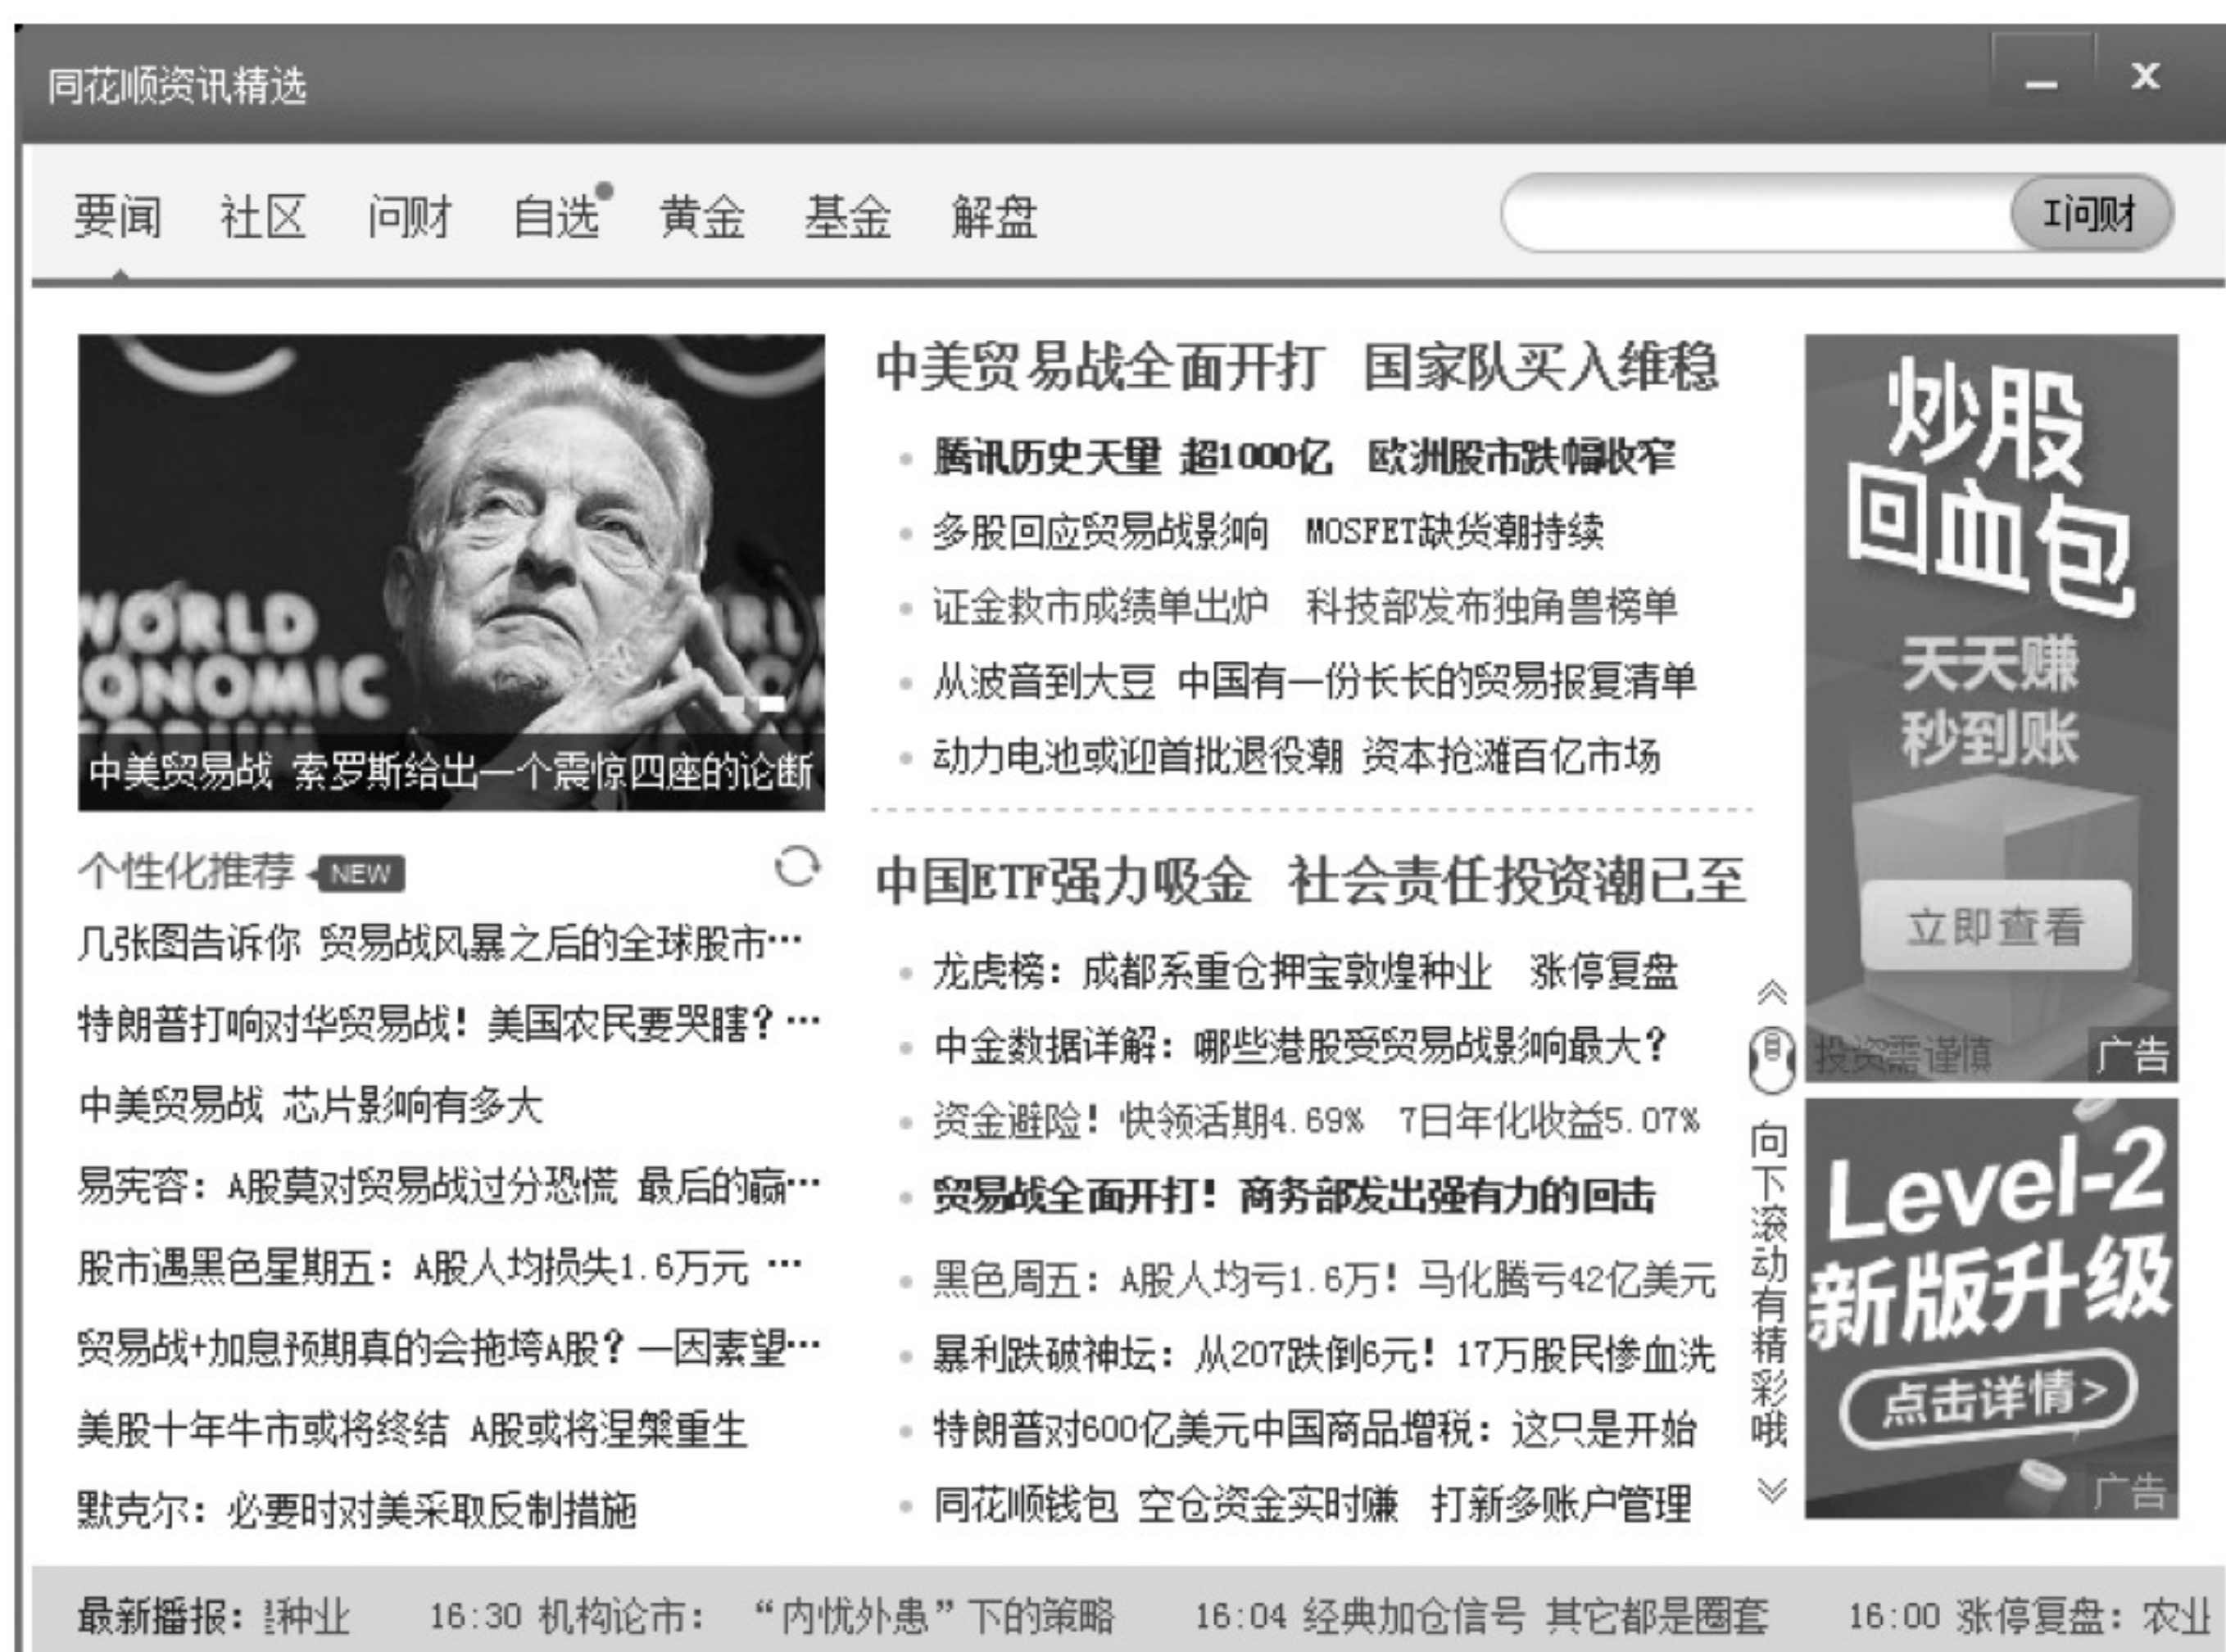 同花顺资讯精选
要闻 社区 问财 自选 黄金 基金 解盘 I问财
WORLD
ONOMIC
中美贸易战 索罗斯给出一个震惊四座的论断
个性化推荐 NEW
几张图告诉你 贸易战风暴之后的全球股市…
特朗普打响对华贸易战！美国农民要哭瞎？…
中美贸易战 芯片影响有多大
易宪容：A股莫对贸易战过分恐慌 最后的赢…
股市遇黑色星期五：A股人均损失1.6万元 …
贸易战+加息预期真的会拖垮A股？一因素望…
美股十年牛市或将终结 A股或将涅槃重生
默克尔：必要时对美采取反制措施
中美贸易战全面开打 国家队买入维稳
腾讯历史天量 超1000亿 欧洲股市跌幅收窄
多股回应贸易战影响 MOSFET缺货潮持续
证金救市成绩单出炉 科技部发布独角兽榜单
从波音到大豆 中国有一份长长的贸易报复清单
动力电池或迎首批退役潮 资本抢滩百亿市场
中国ETF强力吸金 社会责任投资潮已至
龙虎榜：成都系重仓押宝敦煌种业 涨停复盘
中金数据详解：哪些港股受贸易战影响最大？
资金避险！快领活期4.69% 7日年化收益5.07%
贸易战全面开打！商务部发出强有力的回击
黑色周五：A股人均亏1.6万！马化腾亏42亿美元
暴利跌破神坛：从207跌倒6元！17万股民惨血洗
特朗普对600亿美元中国商品增税：这只是开始
同花顺钱包 空仓资金实时赚 打新多账户管理
向下滚动有精彩哦
炒股
回血包
天天赚
秒到账
立即查看
投资需谨慎 广告
Level-2
新版升级
点击详情>
广告
最新播报： 种业 16:30 机构论市： “内忧外患”下的策略 16:04 经典加仓信号 其它都是圈套 16:00 涨停复盘：农业